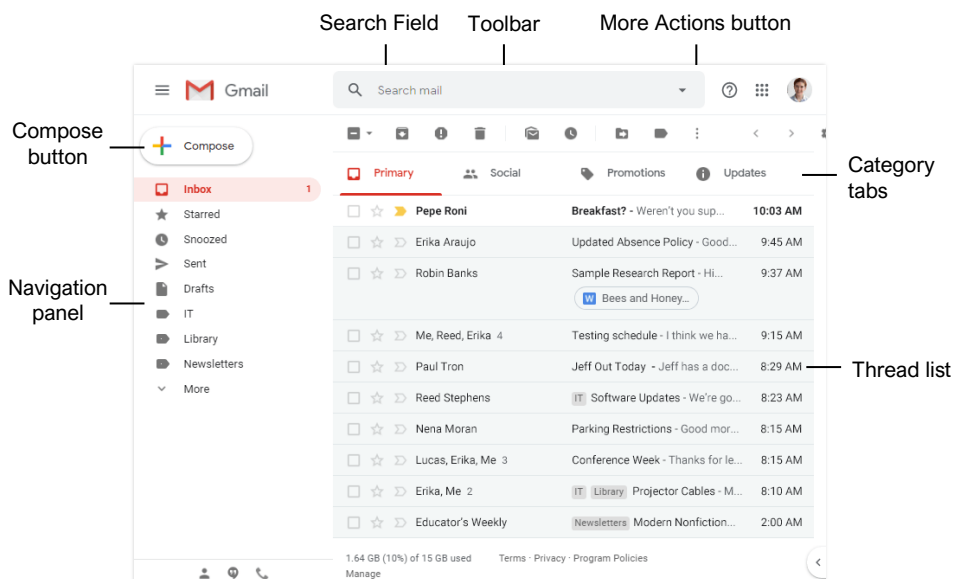 Search Field
Toolbar
More Actions button
Gmail
Search mail
Compose
button
Compose
Primary
Social
Promotions
Updates
Category
tabs
Inbox 1
Starred
Snoozed
Sent
Drafts
IT
Library
Newsletters
More
Navigation
panel
Pepe Roni Breakfast? - Weren't you sup... 10:03 AM
Erika Araujo Updated Absence Policy - Good... 9:45 AM
Robin Banks Sample Research Report - Hi... 9:37 AM
W Bees and Honey...
Me, Reed, Erika 4 Testing schedule - I think we ha... 9:15 AM
Paul Tron Jeff Out Today - Jeff has a doc... 8:29 AM
Thread list
Reed Stephens IT Software Updates - We're go... 8:23 AM
Nena Moran Parking Restrictions - Good mor... 8:15 AM
Lucas, Erika, Me 3 Conference Week - Thanks for le... 8:15 AM
Erika, Me 2 IT Library Projector Cables - M... 8:10 AM
Educator's Weekly Newsletters Modern Nonfiction... 2:00 AM
1.64 GB (10%) of 15 GB used
Manage
Terms · Privacy · Program Policies